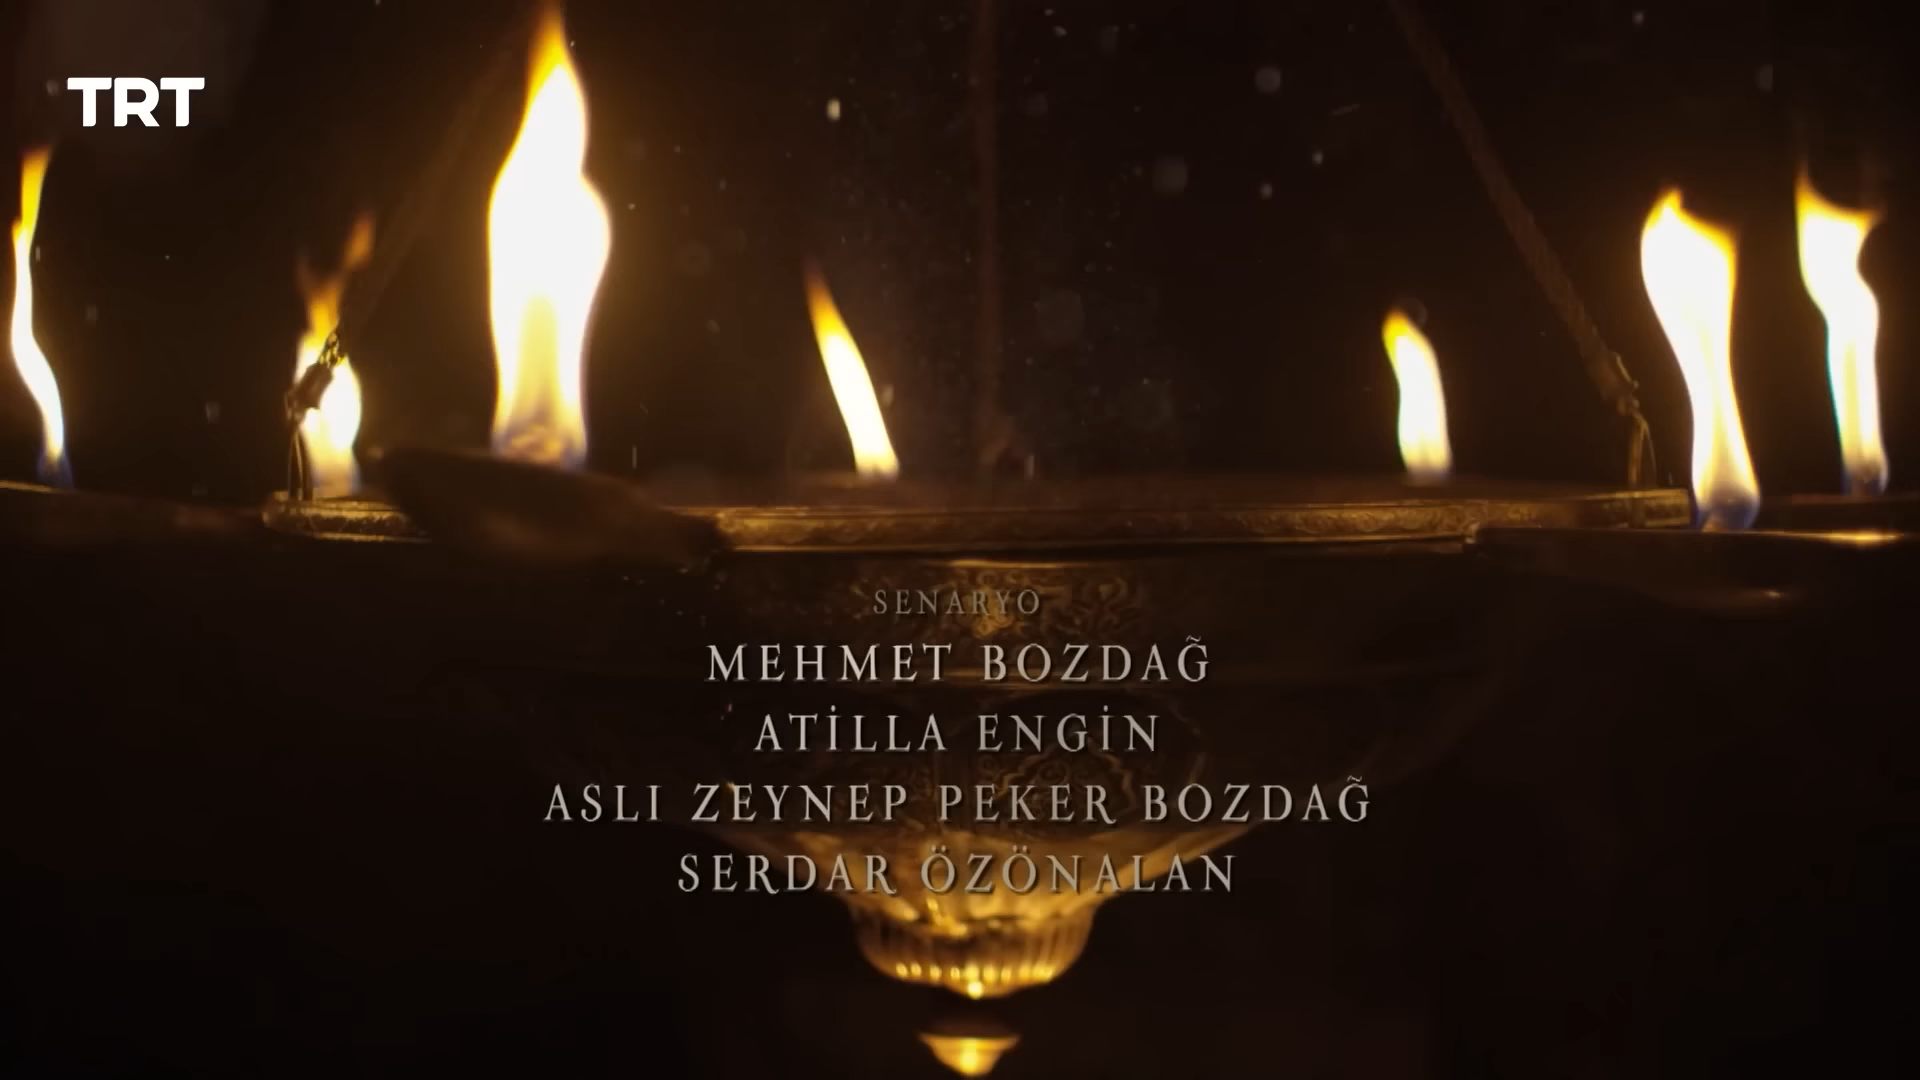 TRT
SENARYO
MEHMET BOZDAĞ
ATİLLA ENGİN
ASLI ZEYNEP PEKER BOZDAĞ
SERDAR ÖZÖNALAN